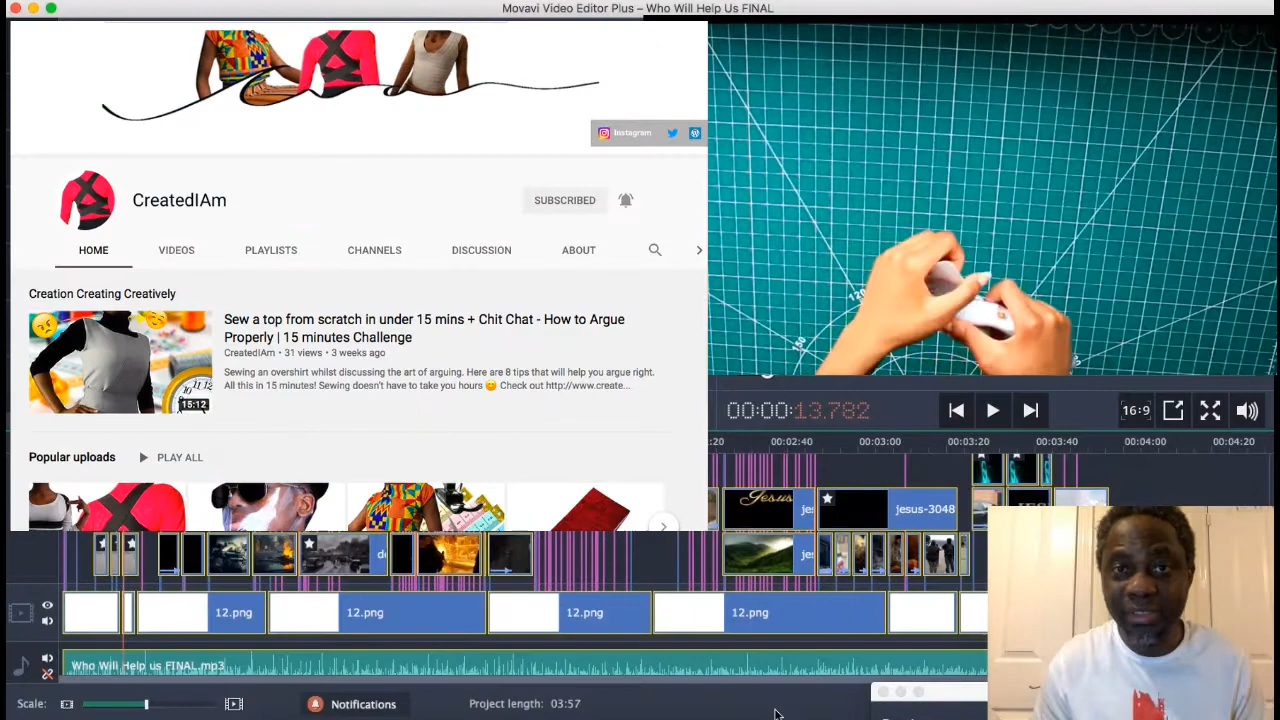 Movavi Video Editor Plus – Who Will Help Us FINAL
Instagram
CreatedIAm
SUBSCRIBED
HOME VIDEOS PLAYLISTS CHANNELS DISCUSSION ABOUT
Creation Creating Creatively
Sew a top from scratch in under 15 mins + Chit Chat - How to Argue
Properly | 15 minutes Challenge
CreatedIAm • 31 views • 3 weeks ago
Sewing an overshirt whilst discussing the art of arguing. Here are 8 tips that will help you argue right.
All this in 15 minutes! Sewing doesn't have to take you hours 😊 Check out http://www.create...
15:12
Popular uploads PLAY ALL
120
150
00:00:13.782
16:9
:20 00:02:40 00:03:00 00:03:20 00:03:40 00:04:00 00:04:20
Jesus
jes
jesus-3048
d
jes
12.png
12.png
12.png
12.png
Who Will Help us FINAL.mp3
Scale:
Notifications
Project length: 03:57